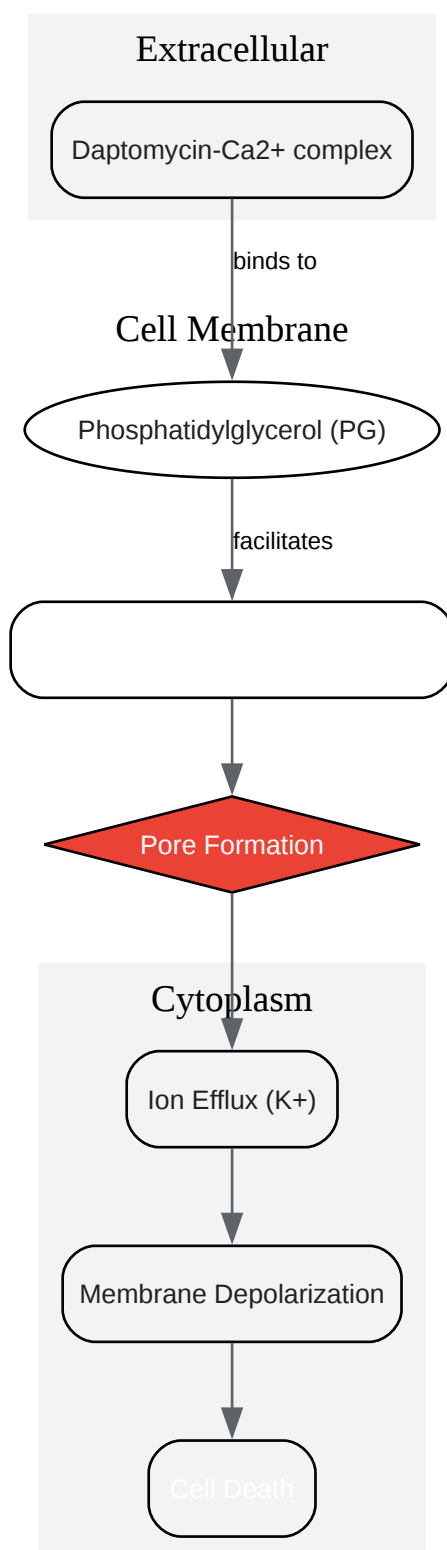 Extracellular
Daptomycin-Ca2+ complex
binds to
Cell Membrane
Phosphatidylglycerol (PG)
facilitates
Pore Formation
Cytoplasm
Ion Efflux (K+)
Membrane Depolarization
Cell Death